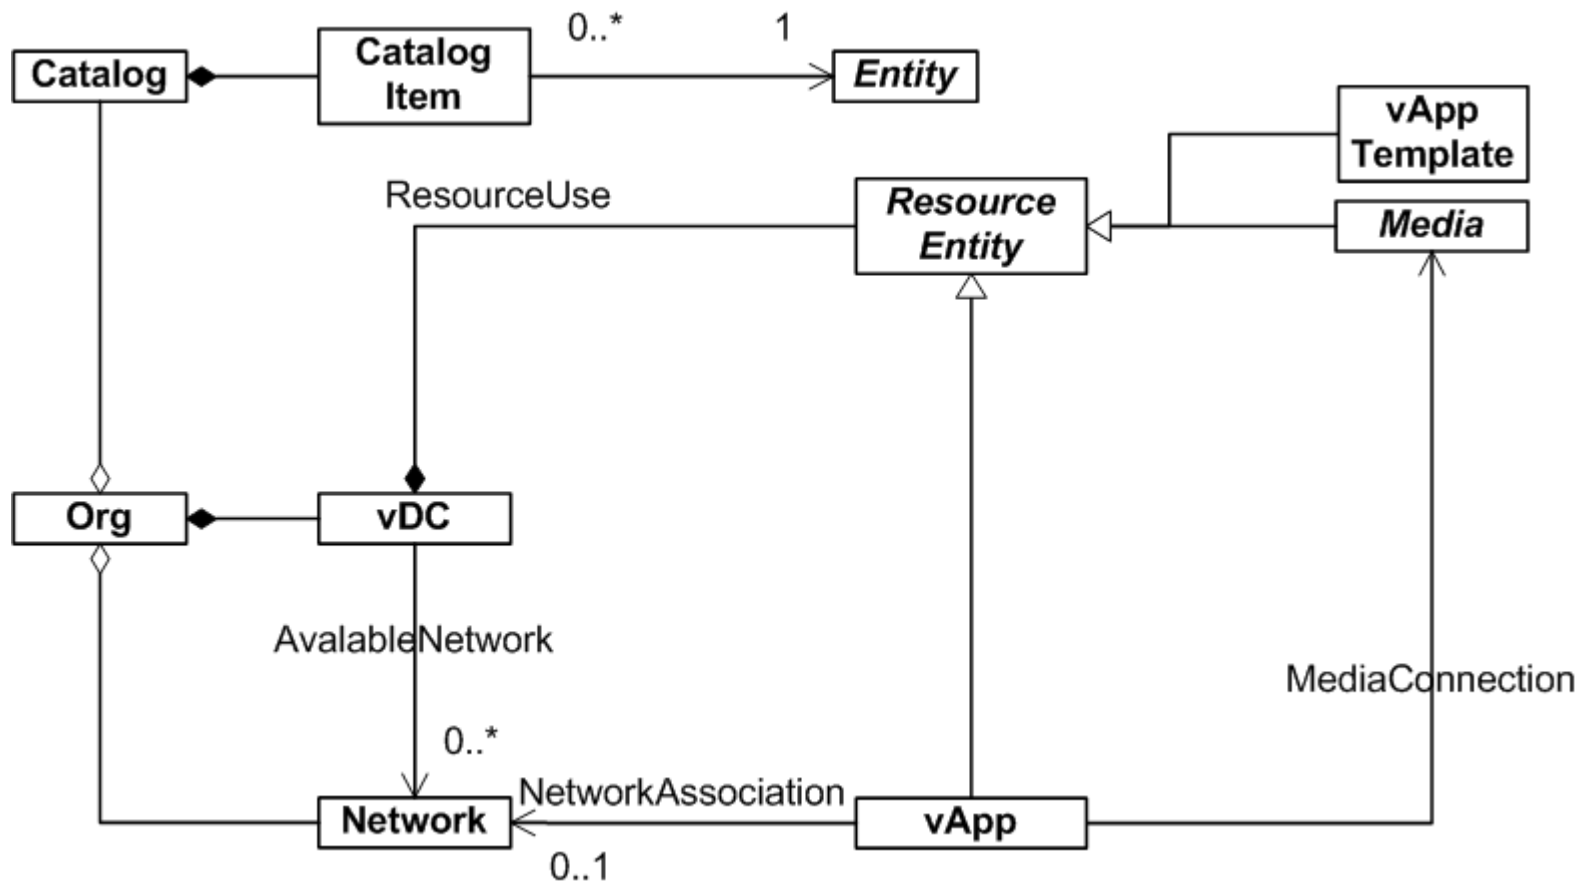 0..*
1
Catalog
Catalog
Item
Entity
vApp
Template
ResourceUse
Resource
Entity
Media
Org
vDC
AvalableNetwork
MediaConnection
0..*
NetworkAssociation
Network
vApp
0..1